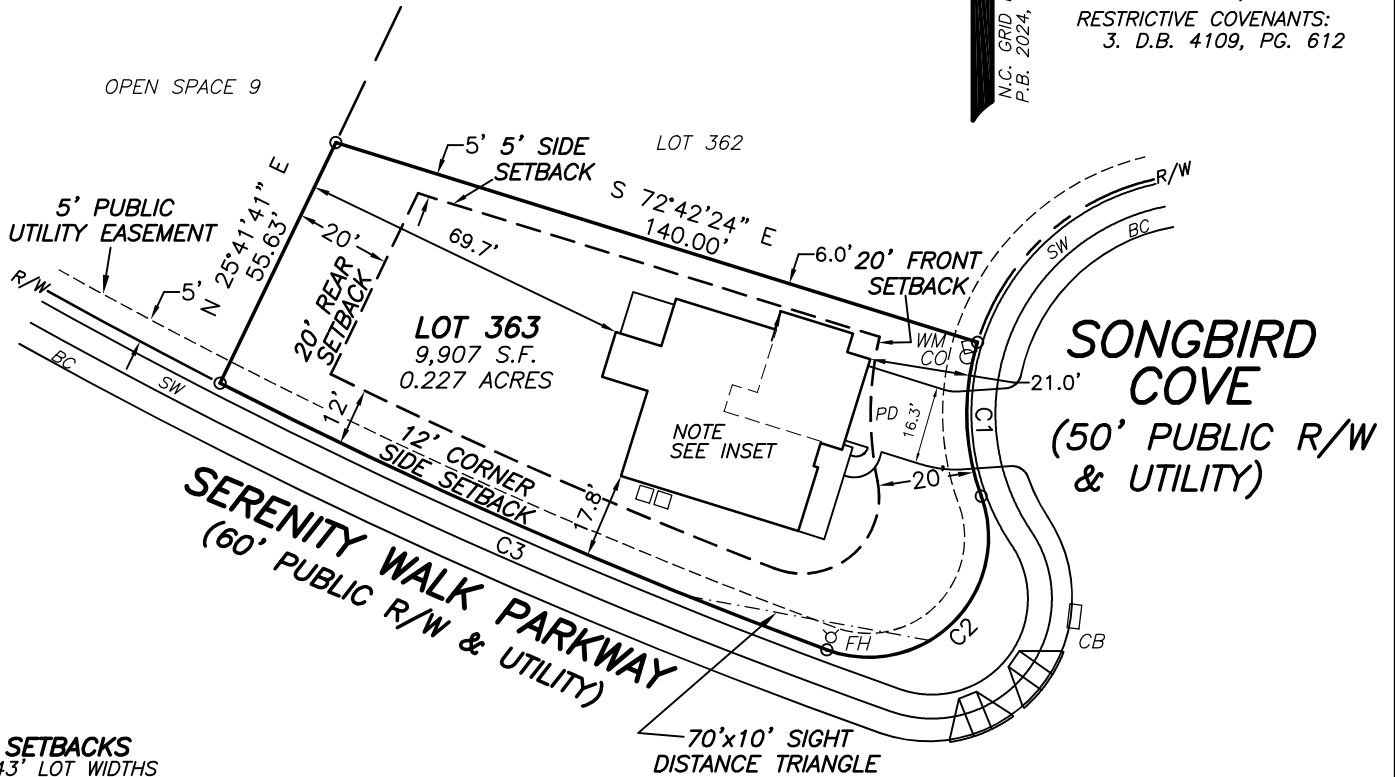 N.C. GRID
P.B. 2024,
RESTRICTIVE COVENANTS:
3. D.B. 4109, PG. 612
OPEN SPACE 9
LOT 362
5' 5' SIDE
SETBACK
S 72°42'24" E
140.00'
R/W
SW
BC
5' PUBLIC
UTILITY EASEMENT
N 25°41'41" E
55.63'
20'
69.7'
6.0'
20' FRONT
SETBACK
R/W
5'
20' REAR
SETBACK
LOT 363
9,907 S.F.
0.227 ACRES
WM
CO
21.0'
SONGBIRD
COVE
(50' PUBLIC R/W
& UTILITY)
C1
PD
16.3'
BC
SW
12'
NOTE
SEE INSET
12' CORNER
SIDE SETBACK
20'
17.8'
SERENITY WALK PARKWAY
(60' PUBLIC R/W & UTILITY)
C3
C2
FH
CB
70'x10' SIGHT
DISTANCE TRIANGLE
SETBACKS
43' LOT WIDTHS